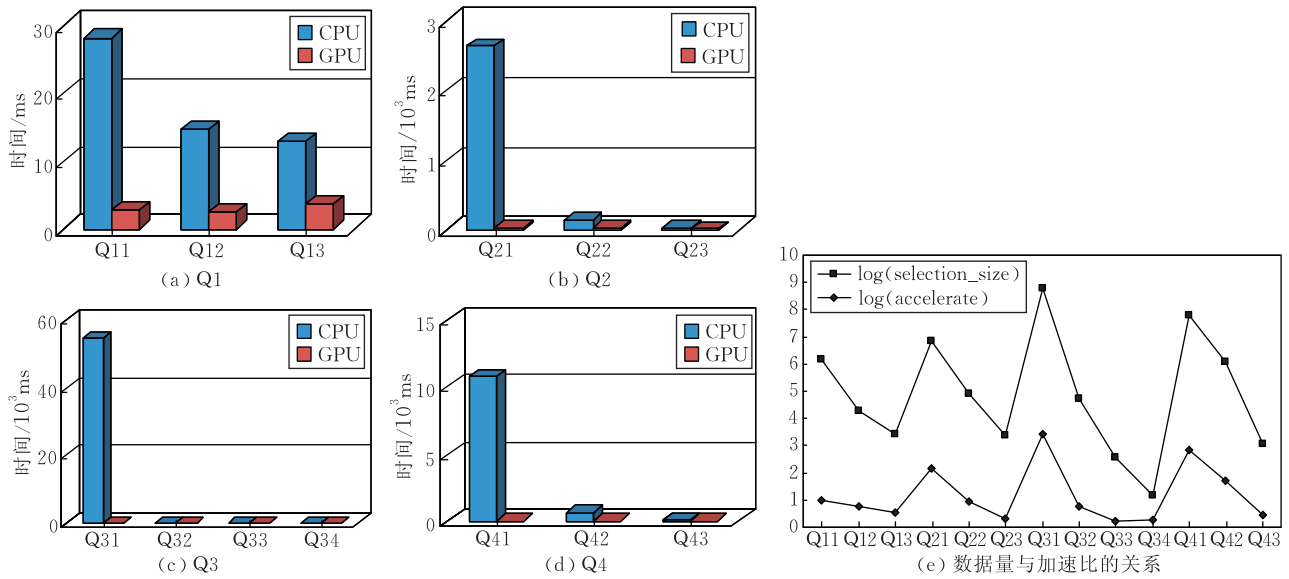 30
20
10
0
时间/ms
CPU
GPU
Q11 Q12 Q13
(a) Q1
3
2
1
0
时间/10³ms
CPU
GPU
Q21 Q22 Q23
(b) Q2
60
40
20
0
时间/10³ms
CPU
GPU
Q31 Q32 Q33 Q34
(c) Q3
15
10
5
0
时间/10³ms
CPU
GPU
Q41 Q42 Q43
(d) Q4
10
9
8
7
6
5
4
3
2
1
0
log(selection_size)
log(accelerate)
Q11 Q12 Q13 Q21 Q22 Q23 Q31 Q32 Q33 Q34 Q41 Q42 Q43
(e) 数据量与加速比的关系